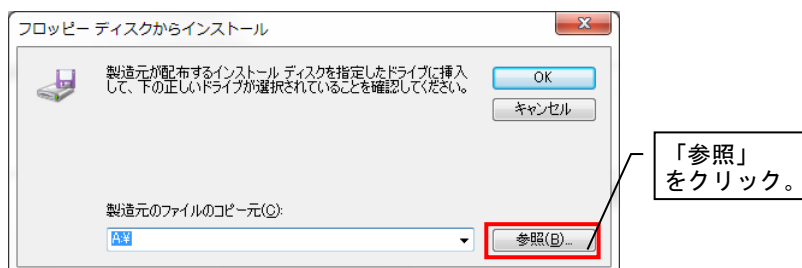 フロッピー ディスクからインストール
製造元が配布するインストール ディスクを指定したドライブに挿入
して、下の正しいドライブが選択されていることを確認してください。
OK
キャンセル
「参照」
をクリック。
製造元のファイルのコピー元(C):
A:¥
参照(B)...